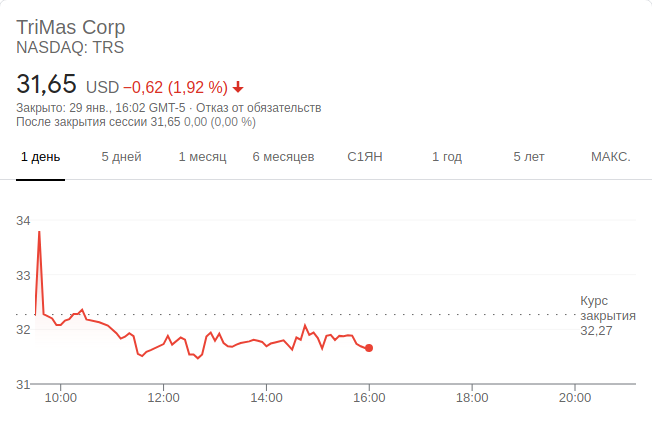 TriMas Corp
NASDAQ: TRS
31,65 USD −0,62 (1,92 %)
Закрыто: 29 янв., 16:02 GMT-5 · Отказ от обязательств
После закрытия сессии 31,65 0,00 (0,00 %)
1 день 5 дней 1 месяц 6 месяцев С1ЯН 1 год 5 лет МАКС.
34
33
Курс
закрытия
32,27
32
31
10:00 12:00 14:00 16:00 18:00 20:00